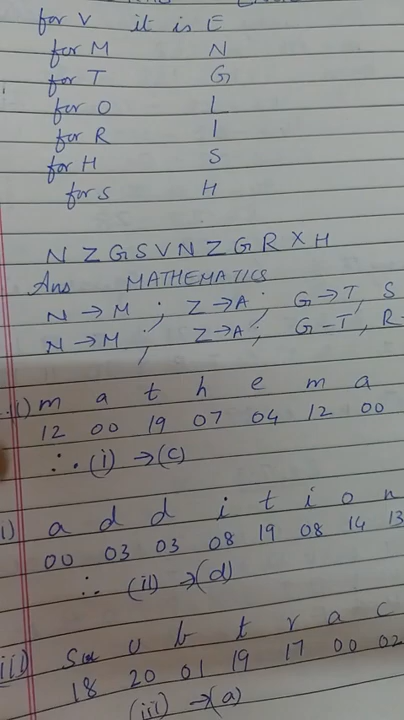 for V it is E
for M N
for T G
for O L
for R I
for H S
for S H
N Z G S V N Z G R X H
Ans MATHEMATICS
N → M ; Z → A ; G → T, S
N → M ; Z → A ; G - T, R -
i) m a t h e m a
12 00 19 07 04 12 00
∴ (i) → (c)
i) a d d i t i o n
00 03 03 08 19 08 14 13
∴ (ii) → (d)
iii) S u b t r a c
18 20 01 19 17 00 02
(iii) → (a)